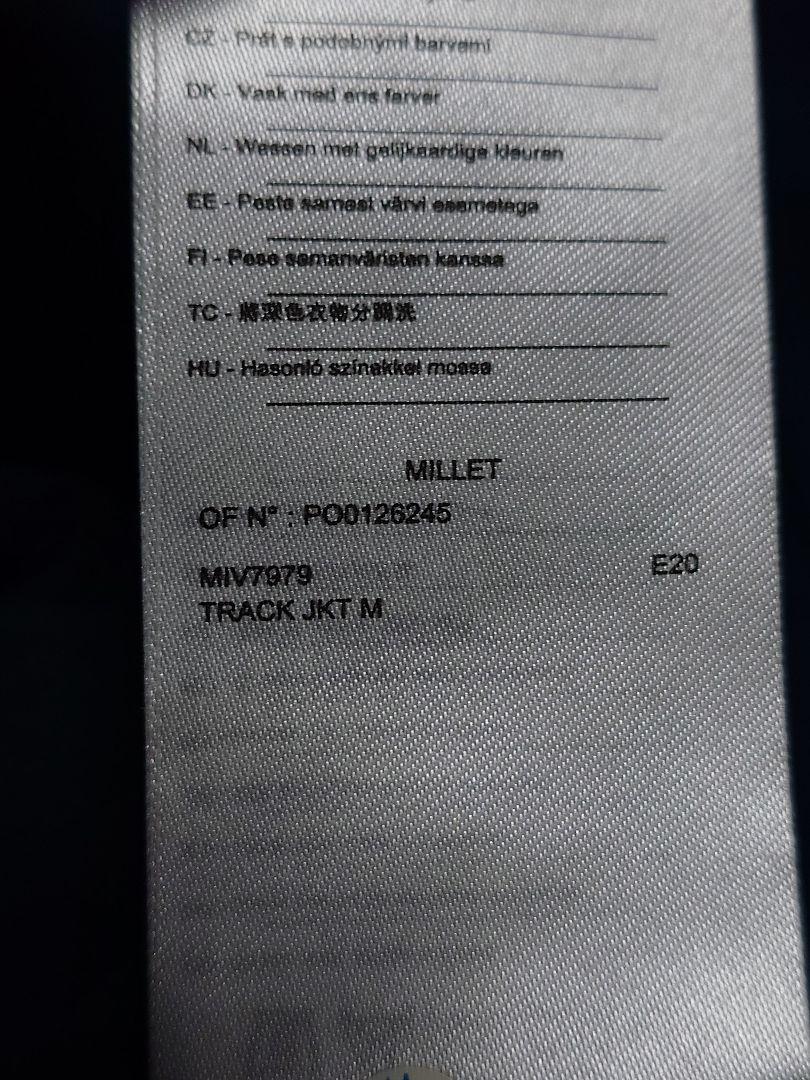 CZ - Prát s podobnými barvami
DK - Vask med ens farver
NL - Wassen met gelijkaardige kleuren
EE - Pesta samast värvi esemetega
FI - Pese samanväristen kanssa
TC - 將深色衣物分開洗
HU - Hasonló színekkel mossa
MILLET
OF N° : PO0126245
MIV7979 E20
TRACK JKT M